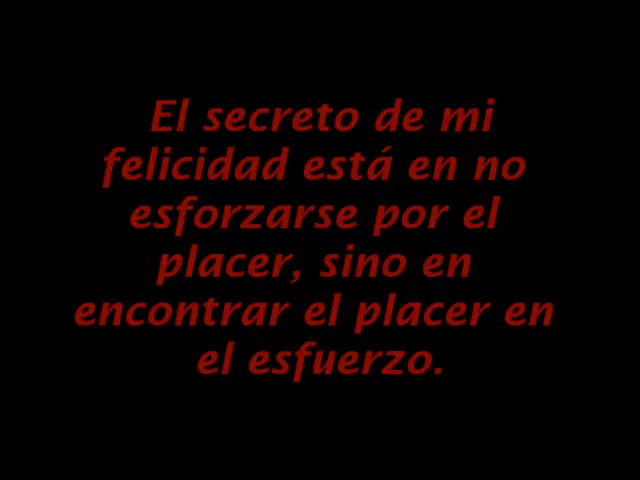 El secreto de mi
felicidad está en no
esforzarse por el
placer, sino en
encontrar el placer en
el esfuerzo.